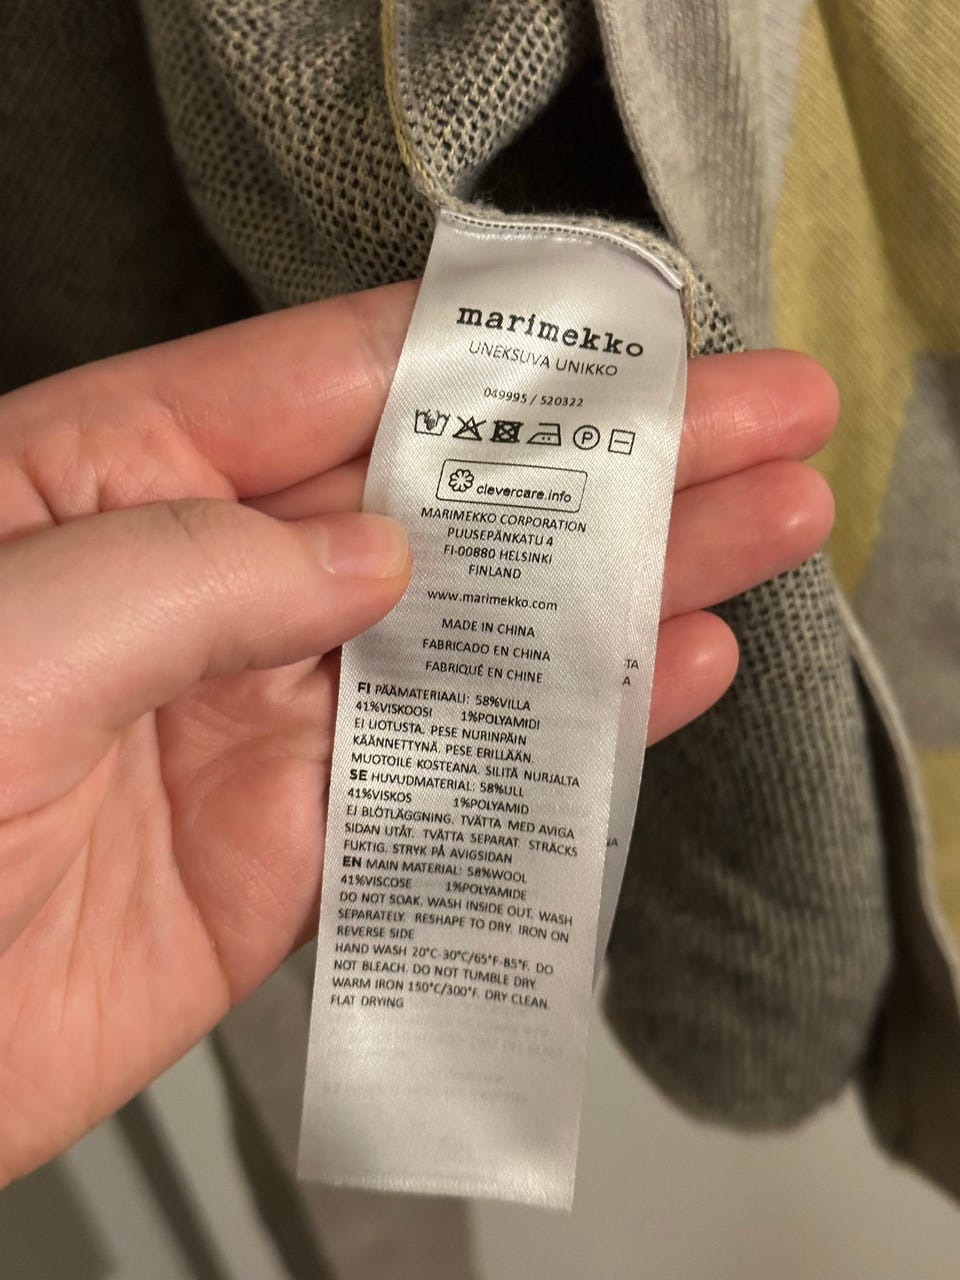 marimekko
UNEKSUVA UNIKKO
049995 / 520322
P
clevercare.info
MARIMEKKO CORPORATION
PUUSEPÄNKATU 4
FI-00880 HELSINKI
FINLAND
www.marimekko.com
MADE IN CHINA
FABRICADO EN CHINA
FABRIQUÉ EN CHINE
FI PÄÄMATERIAALI: 58%VILLA
41%VISKOOSI 1%POLYAMIDI
EI LIOTUSTA. PESE NURINPÄIN
KÄÄNNETTYNÄ. PESE ERILLÄÄN.
MUOTOILE KOSTEANA. SILITÄ NURJALTA
SE HUVUDMATERIAL: 58%ULL
41%VISKOS 1%POLYAMID
EJ BLÖTLÄGGNING. TVÄTTA MED AVIGA
SIDAN UTÅT. TVÄTTA SEPARAT. STRÄCKS
FUKTIG. STRYK PÅ AVIGSIDAN
EN MAIN MATERIAL: 58%WOOL
41%VISCOSE 1%POLYAMIDE
DO NOT SOAK. WASH INSIDE OUT. WASH
SEPARATELY. RESHAPE TO DRY. IRON ON
REVERSE SIDE
HAND WASH 20°C-30°C/65°F-85°F. DO
NOT BLEACH. DO NOT TUMBLE DRY.
WARM IRON 150°C/300°F. DRY CLEAN.
FLAT DRYING